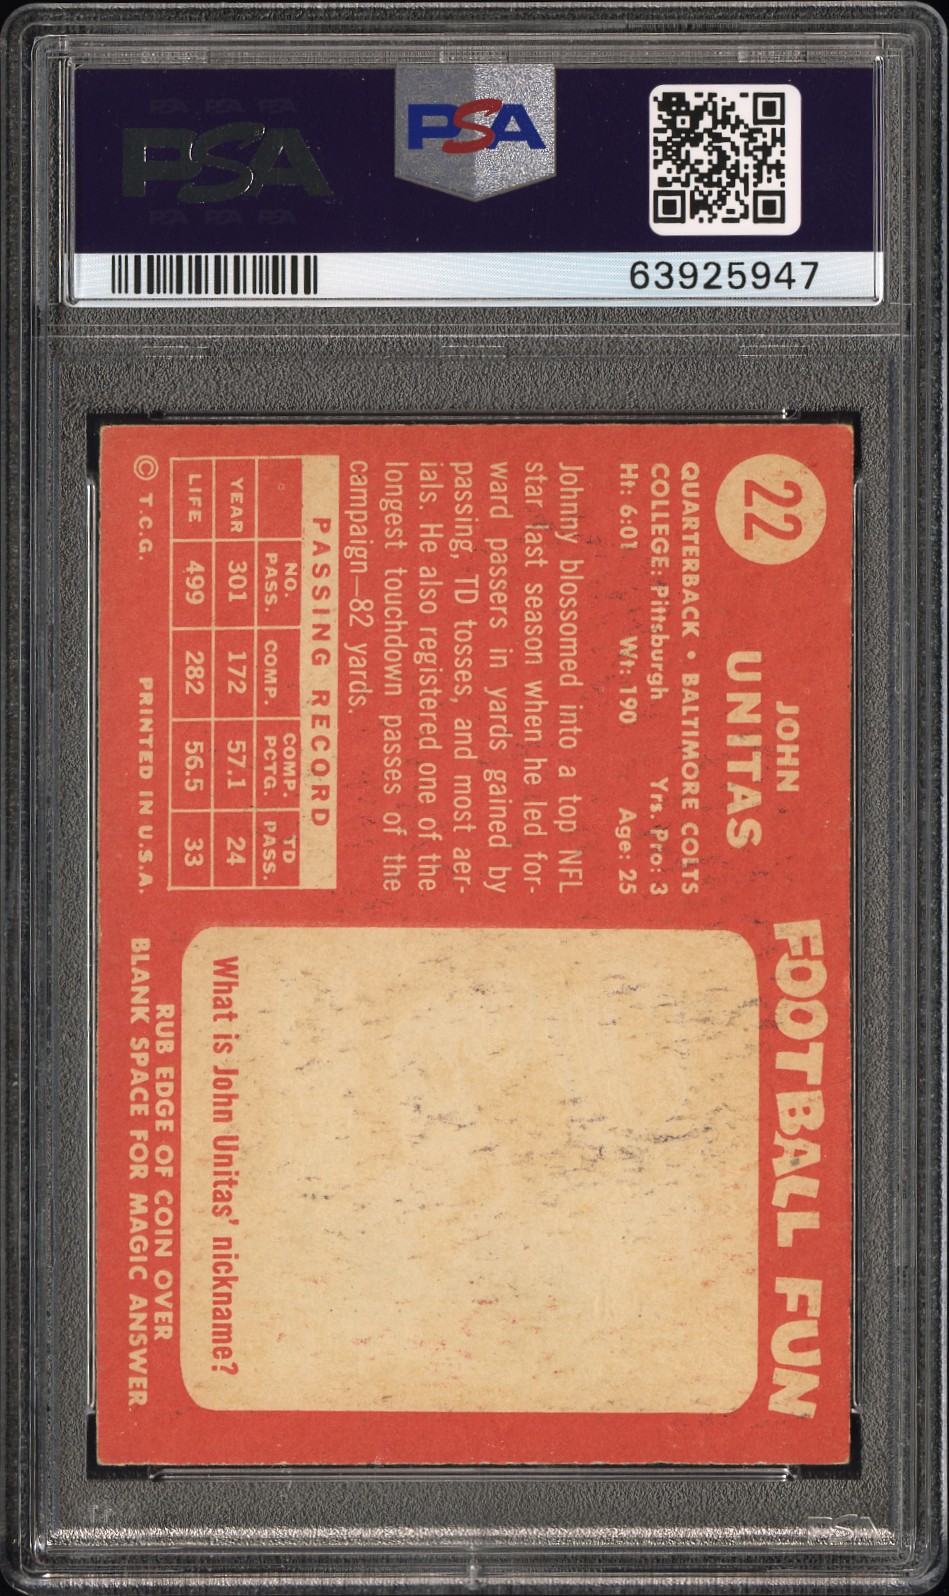 PSA
PSA
63925947
22
JOHN
UNITAS
QUARTERBACK • BALTIMORE COLTS
COLLEGE: Pittsburgh Yrs. Pro: 3
Ht: 6:01 Wt: 190 Age: 25
Johnny blossomed into a top NFL
star last season when he led for-
ward passers in yards gained by
passing, TD tosses, and most aer-
ials. He also registered one of the
longest touchdown passes of the
campaign—82 yards.
PASSING RECORD
NO. PASS. COMP. COMP. PCTG. TD PASS.
YEAR 301 172 57.1 24
LIFE 499 282 56.5 33
© T.C.G. PRINTED IN U.S.A.
FOOTBALL FUN
What is John Unitas' nickname?
RUB EDGE OF COIN OVER
BLANK SPACE FOR MAGIC ANSWER.
PSA